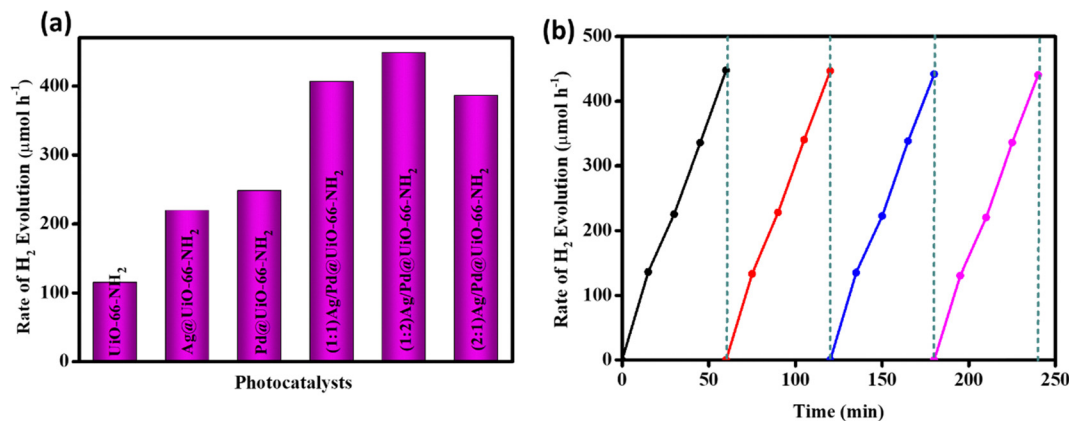 (a)
Rate of H₂ Evolution (μmol h⁻¹)
400
300
200
100
0
UiO-66-NH₂
Ag@UiO-66-NH₂
Pd@UiO-66-NH₂
(1:1)Ag/Pd@UiO-66-NH₂
(1:2)Ag/Pd@UiO-66-NH₂
(2:1)Ag/Pd@UiO-66-NH₂
Photocatalysts
(b)
Rate of H₂ Evolution (μmol h⁻¹)
500
400
300
200
100
0
0 50 100 150 200 250
Time (min)